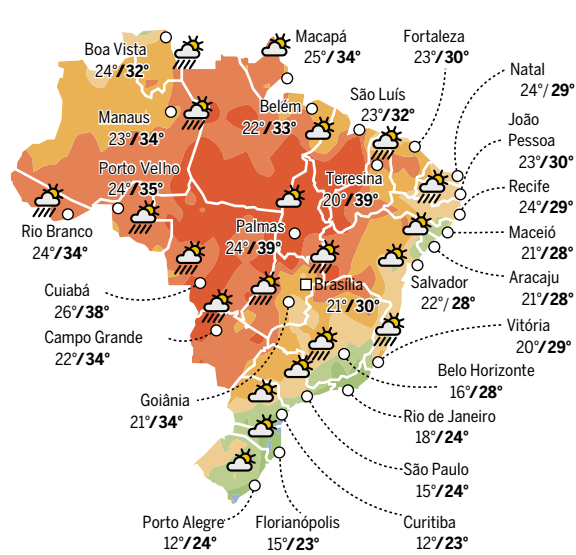 Boa Vista
24°/32°
Macapá
25°/34°
Fortaleza
23°/30°
Natal
24°/29°
Manaus
23°/34°
Belém
22°/33°
São Luís
23°/32°
João
Pessoa
23°/30°
Porto Velho
24°/35°
Teresina
20°/39°
Recife
24°/29°
Rio Branco
24°/34°
Palmas
24°/39°
Maceió
21°/28°
Cuiabá
26°/38°
Brasília
21°/30°
Salvador
22°/28°
Aracaju
21°/28°
Campo Grande
22°/34°
Vitória
20°/29°
Goiânia
21°/34°
Belo Horizonte
16°/28°
Rio de Janeiro
18°/24°
São Paulo
15°/24°
Porto Alegre
12°/24°
Florianópolis
15°/23°
Curitiba
12°/23°